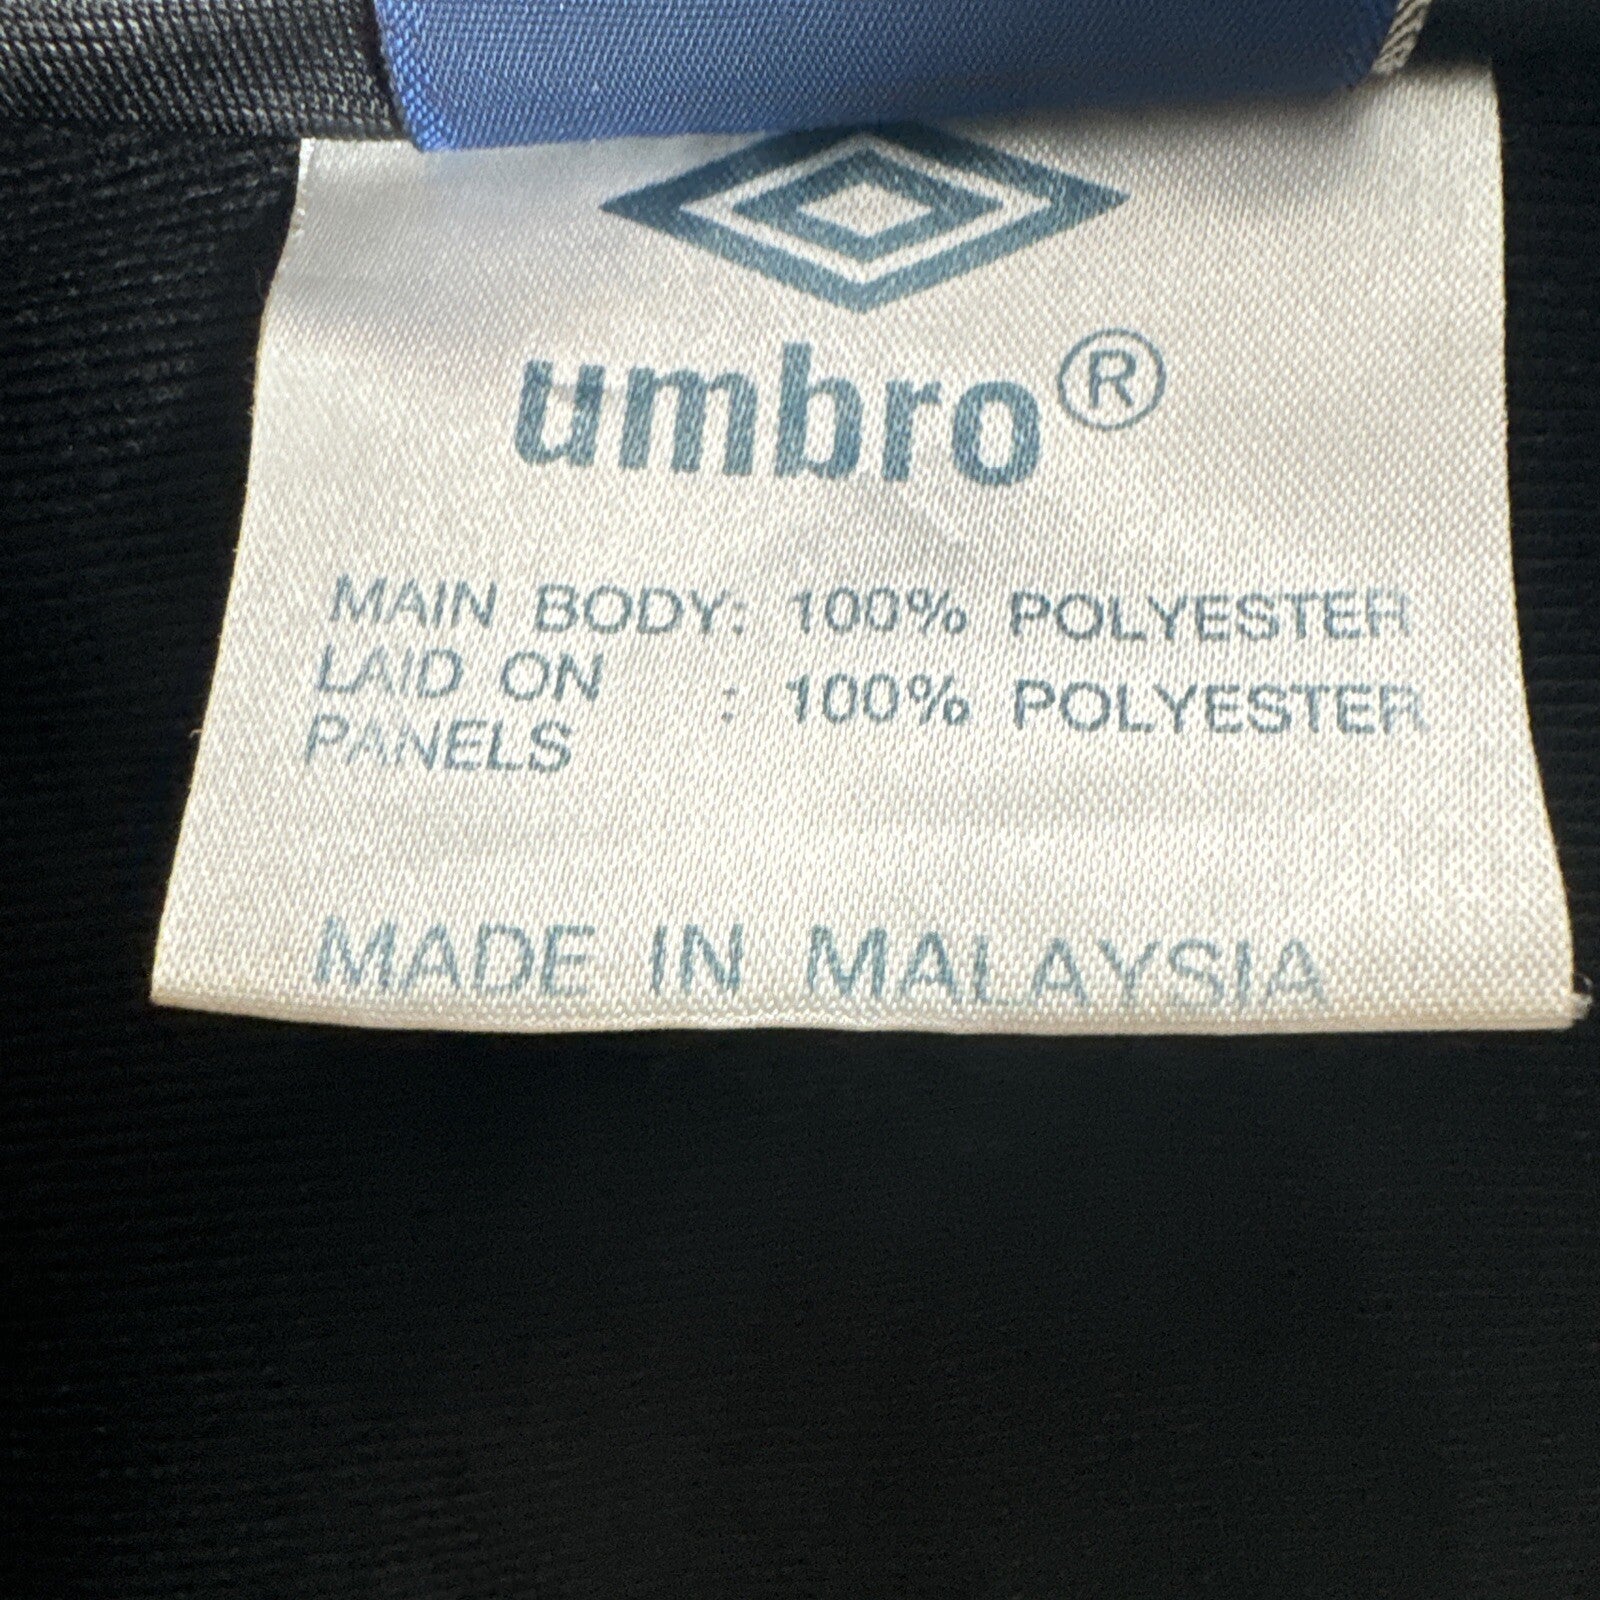 umbro®
MAIN BODY: 100% POLYESTER
LAID ON
PANELS : 100% POLYESTER
MADE IN MALAYSIA